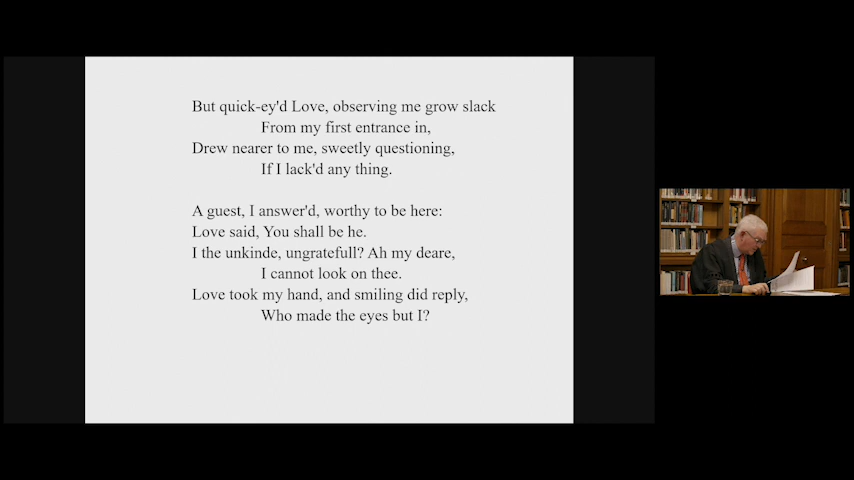 But quick-ey'd Love, observing me grow slack
From my first entrance in,
Drew nearer to me, sweetly questioning,
If I lack'd any thing.
A guest, I answer'd, worthy to be here:
Love said, You shall be he.
I the unkinde, ungratefull? Ah my deare,
I cannot look on thee.
Love took my hand, and smiling did reply,
Who made the eyes but I?